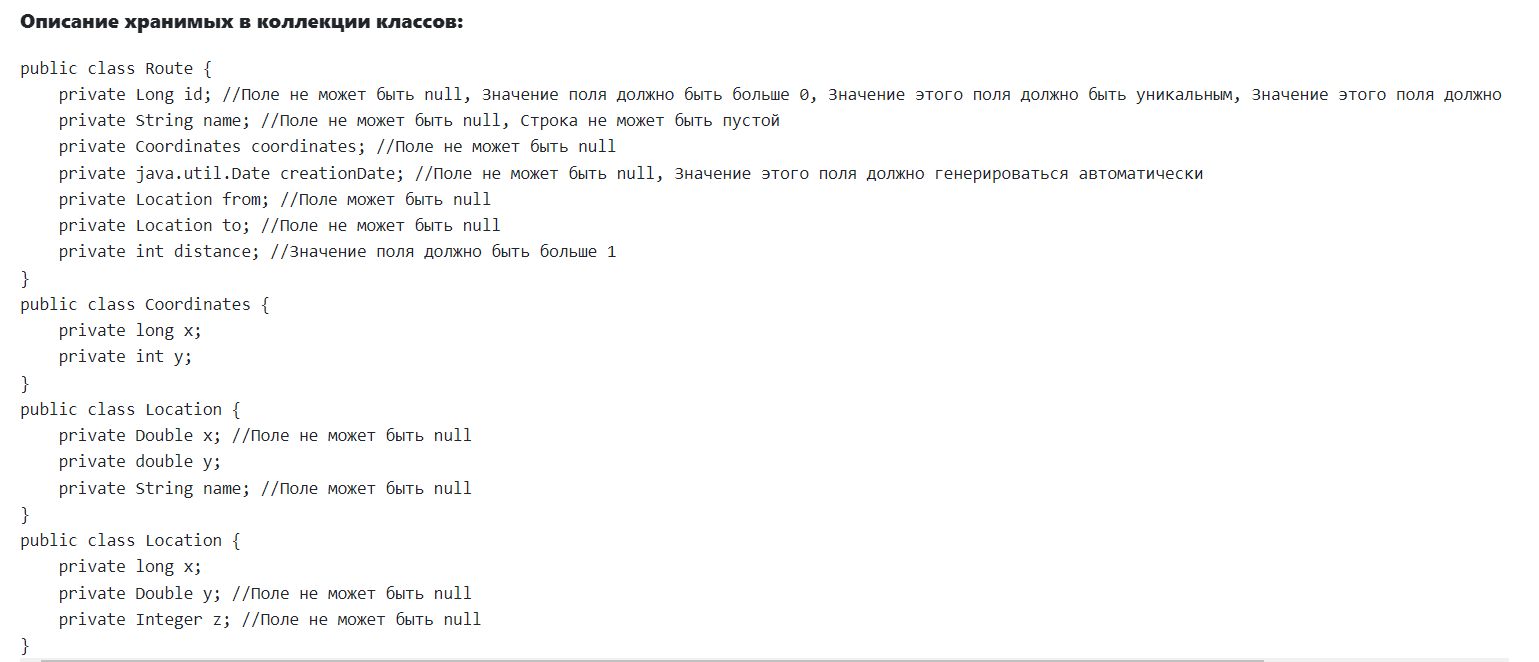 Описание хранимых в коллекции классов:
public class Route {
    private Long id; //Поле не может быть null, Значение поля должно быть больше 0, Значение этого поля должно быть уникальным, Значение этого поля должно
    private String name; //Поле не может быть null, Строка не может быть пустой
    private Coordinates coordinates; //Поле не может быть null
    private java.util.Date creationDate; //Поле не может быть null, Значение этого поля должно генерироваться автоматически
    private Location from; //Поле может быть null
    private Location to; //Поле не может быть null
    private int distance; //Значение поля должно быть больше 1
}
public class Coordinates {
    private long x;
    private int y;
}
public class Location {
    private Double x; //Поле не может быть null
    private double y;
    private String name; //Поле может быть null
}
public class Location {
    private long x;
    private Double y; //Поле не может быть null
    private Integer z; //Поле не может быть null
}